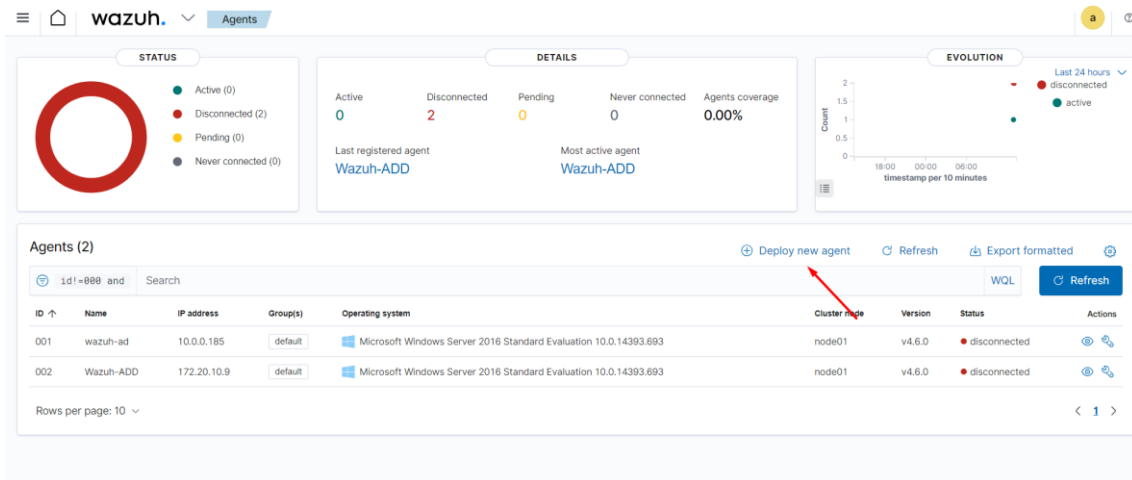 wazuh. Agents a
STATUS
Active (0)
Disconnected (2)
Pending (0)
Never connected (0)
DETAILS
Active Disconnected Pending Never connected Agents coverage
0 2 0 0 0.00%
Last registered agent Most active agent
Wazuh-ADD Wazuh-ADD
EVOLUTION
Last 24 hours
disconnected
active
Count
2
1.5
1
0.5
0
18:00 00:00 06:00
timestamp per 10 minutes
Agents (2) Deploy new agent Refresh Export formatted
id!=000 and Search WQL Refresh
ID Name IP address Group(s) Operating system Cluster node Version Status Actions
001 wazuh-ad 10.0.0.185 default Microsoft Windows Server 2016 Standard Evaluation 10.0.14393.693 node01 v4.6.0 disconnected
002 Wazuh-ADD 172.20.10.9 default Microsoft Windows Server 2016 Standard Evaluation 10.0.14393.693 node01 v4.6.0 disconnected
Rows per page: 10 1